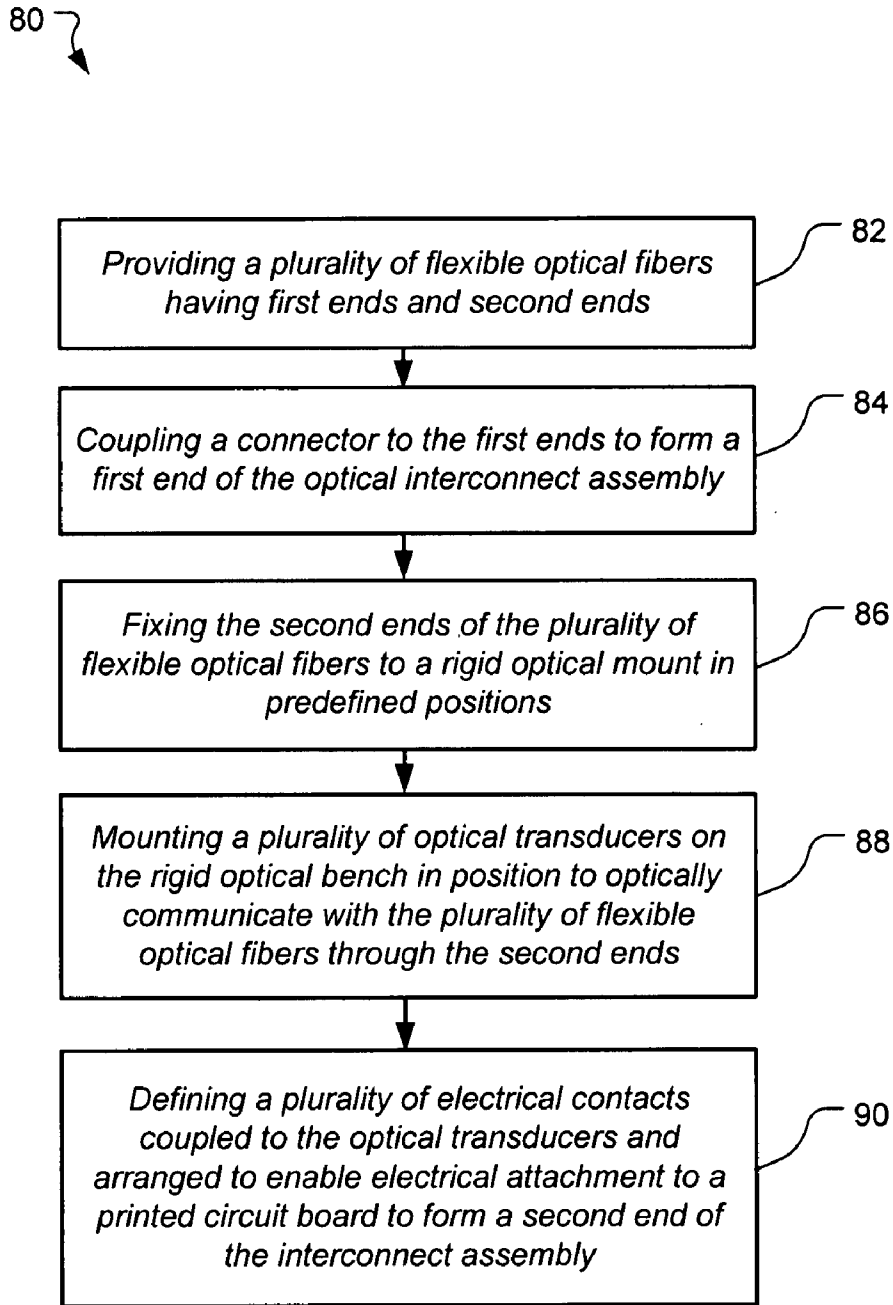 80
Providing a plurality of flexible optical fibers
having first ends and second ends
82
Coupling a connector to the first ends to form a
first end of the optical interconnect assembly
84
Fixing the second ends of the plurality of
flexible optical fibers to a rigid optical mount in
predefined positions
86
Mounting a plurality of optical transducers on
the rigid optical bench in position to optically
communicate with the plurality of flexible
optical fibers through the second ends
88
Defining a plurality of electrical contacts
coupled to the optical transducers and
arranged to enable electrical attachment to a
printed circuit board to form a second end of
the interconnect assembly
90